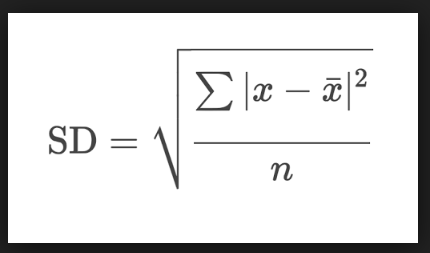 SD = √(∑ |x − x̄|² / n)